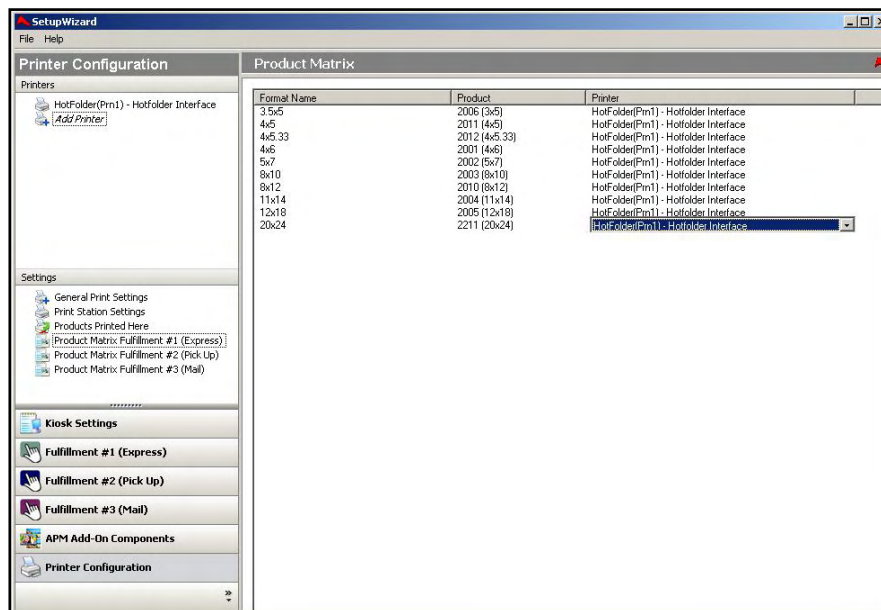 SetupWizard
File Help
Printer Configuration
Printers
HotFolder(Prn1) - Hotfolder Interface
Add Printer
Settings
General Print Settings
Print Station Settings
Products Printed Here
Product Matrix Fulfillment #1 (Express)
Product Matrix Fulfillment #2 (Pick Up)
Product Matrix Fulfillment #3 (Mail)
Kiosk Settings
Fulfillment #1 (Express)
Fulfillment #2 (Pick Up)
Fulfillment #3 (Mail)
APM Add-On Components
Printer Configuration
Product Matrix
Format Name Product Printer
3.5x5 2006 (3x5) HotFolder(Prn1) - Hotfolder Interface
4x5 2011 (4x5) HotFolder(Prn1) - Hotfolder Interface
4x5.33 2012 (4x5.33) HotFolder(Prn1) - Hotfolder Interface
4x6 2001 (4x6) HotFolder(Prn1) - Hotfolder Interface
5x7 2002 (5x7) HotFolder(Prn1) - Hotfolder Interface
8x10 2003 (8x10) HotFolder(Prn1) - Hotfolder Interface
8x12 2010 (8x12) HotFolder(Prn1) - Hotfolder Interface
11x14 2004 (11x14) HotFolder(Prn1) - Hotfolder Interface
12x18 2005 (12x18) HotFolder(Prn1) - Hotfolder Interface
20x24 2211 (20x24) HotFolder(Prn1) - Hotfolder Interface